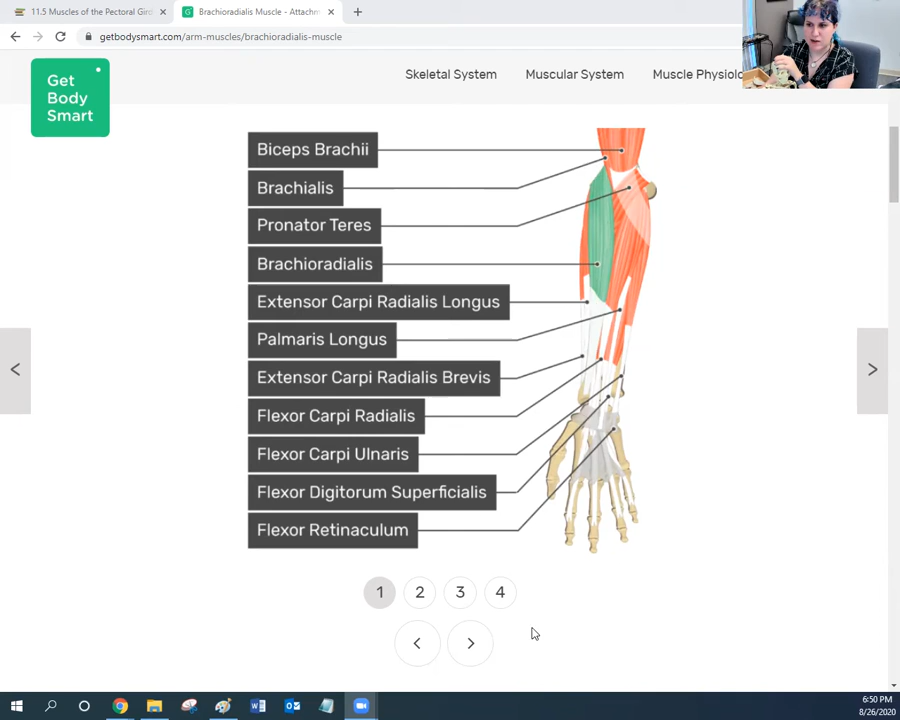 11.5 Muscles of the Pectoral Gird
Brachioradialis Muscle - Attachm
getbodysmart.com/arm-muscles/brachioradialis-muscle
Get
Body
Smart
Skeletal System
Muscular System
Muscle Physiolo
Biceps Brachii
Brachialis
Pronator Teres
Brachioradialis
Extensor Carpi Radialis Longus
Palmaris Longus
Extensor Carpi Radialis Brevis
Flexor Carpi Radialis
Flexor Carpi Ulnaris
Flexor Digitorum Superficialis
Flexor Retinaculum
1 2 3 4
6:50 PM
8/26/2020